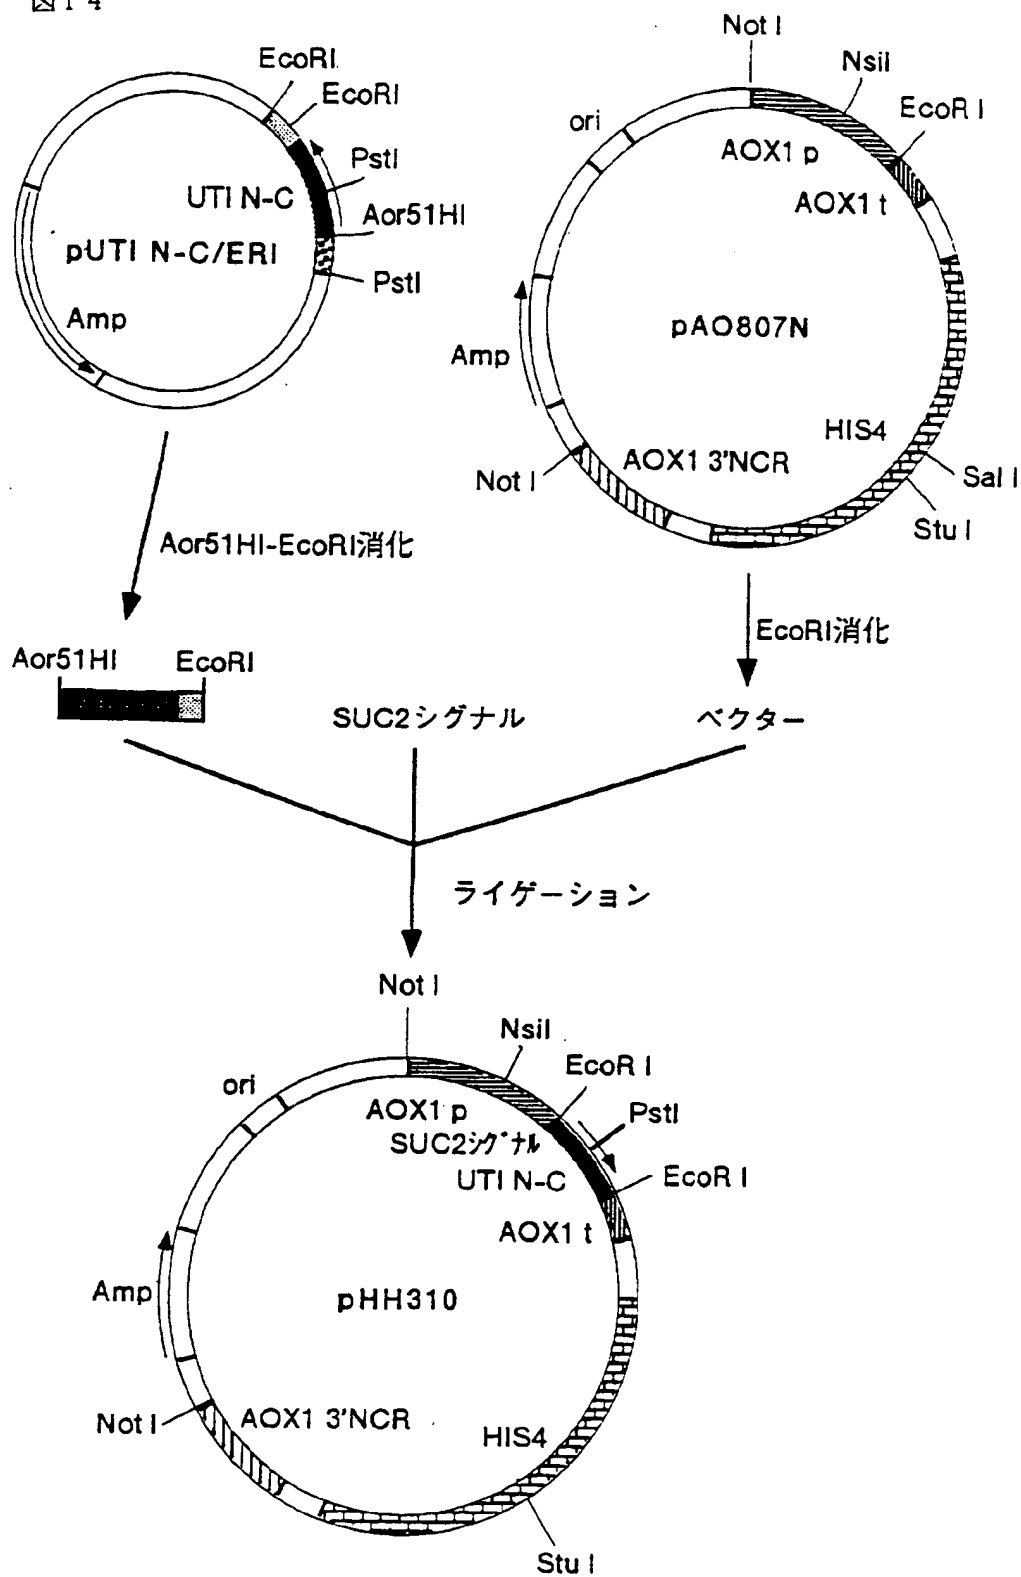 図14
EcoRI
EcoRI
PstI
UTI N-C
Aor51HI
pUTI N-C/ERI
PstI
Amp
Not I
NsiI
EcoR I
ori
AOX1 p
AOX1 t
pAO807N
Amp
HIS4
AOX1 3'NCR
Not I
Sal I
Stu I
Aor51HI-EcoRI消化
EcoRI消化
Aor51HI
EcoRI
SUC2シグナル
ベクター
ライゲーション
Not I
NsiI
EcoR I
ori
AOX1 p
PstI
SUC2ｼｸﾞﾅﾙ
UTI N-C
EcoR I
AOX1 t
Amp
pHH310
Not I
AOX1 3'NCR
HIS4
Stu I